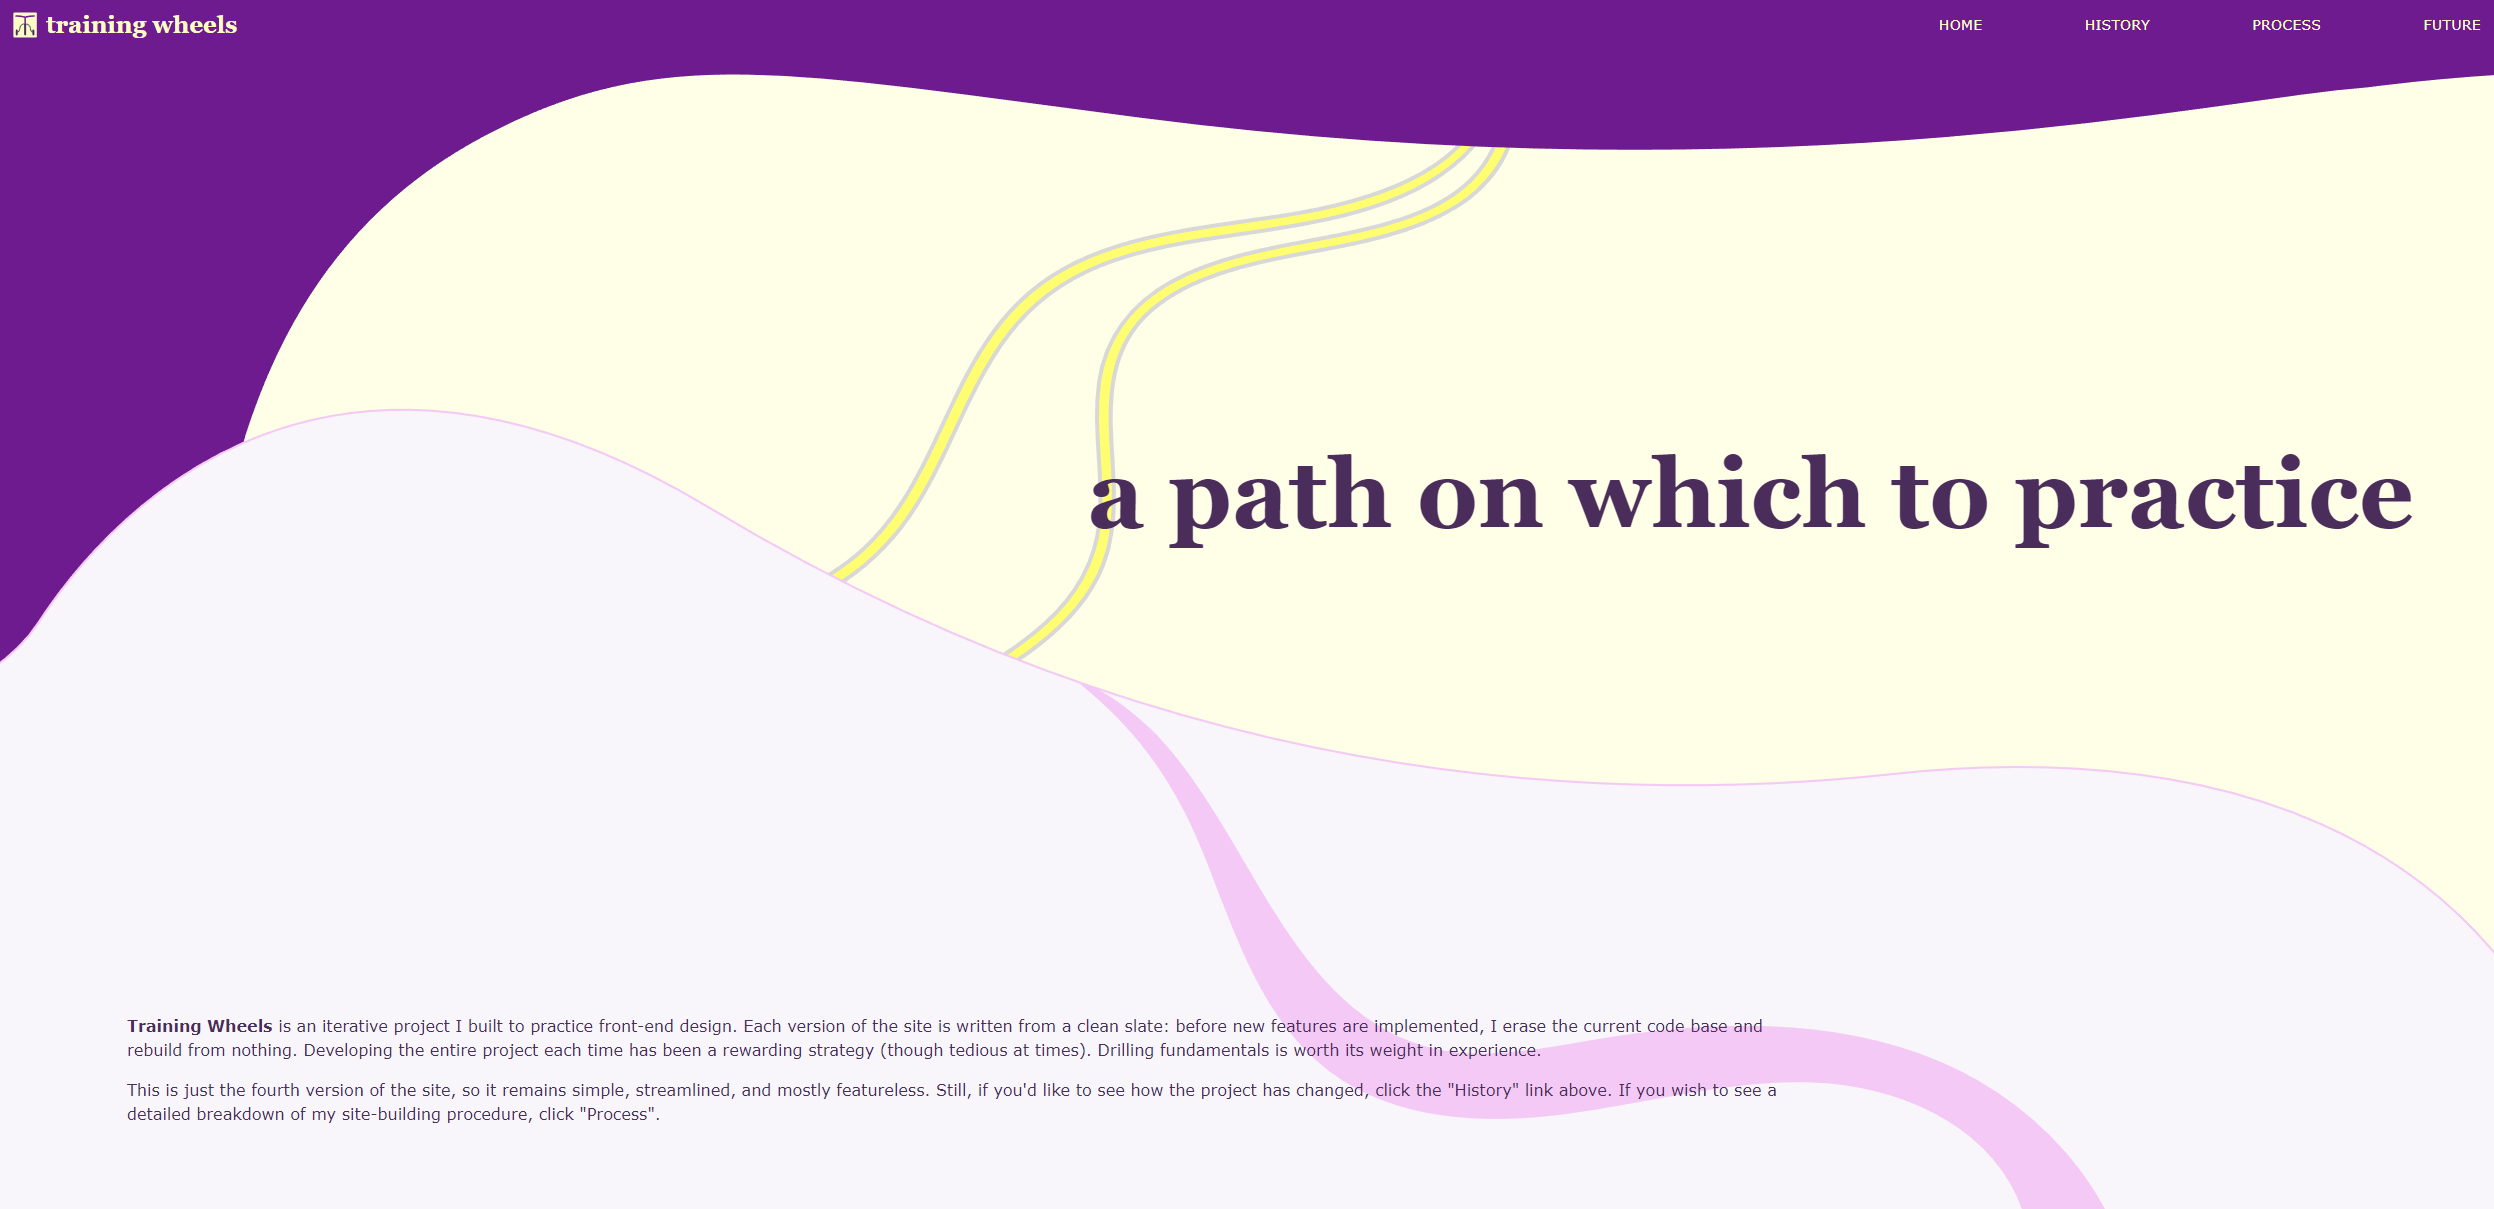 training wheels
HOME
HISTORY
PROCESS
FUTURE
a path on which to practice
Training Wheels is an iterative project I built to practice front-end design. Each version of the site is written from a clean slate: before new features are implemented, I erase the current code base and
rebuild from nothing. Developing the entire project each time has been a rewarding strategy (though tedious at times). Drilling fundamentals is worth its weight in experience.
This is just the fourth version of the site, so it remains simple, streamlined, and mostly featureless. Still, if you'd like to see how the project has changed, click the "History" link above. If you wish to see a
detailed breakdown of my site-building procedure, click "Process".